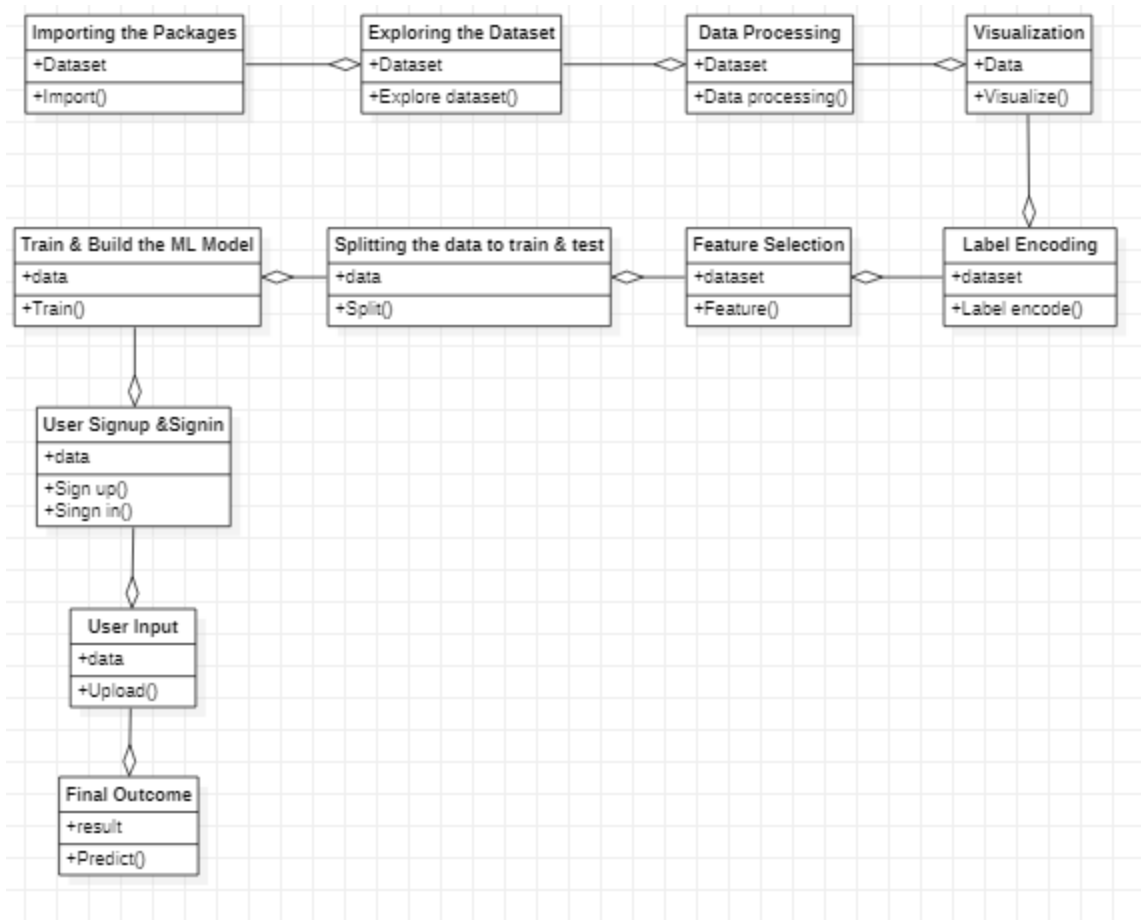 Importing the Packages
+Dataset
+Import()
Exploring the Dataset
+Dataset
+Explore dataset()
Data Processing
+Dataset
+Data processing()
Visualization
+Data
+Visualize()
Label Encoding
+dataset
+Label encode()
Feature Selection
+dataset
+Feature()
Splitting the data to train & test
+data
+Split()
Train & Build the ML Model
+data
+Train()
User Signup &Signin
+data
+Sign up()
+Singn in()
User Input
+data
+Upload()
Final Outcome
+result
+Predict()